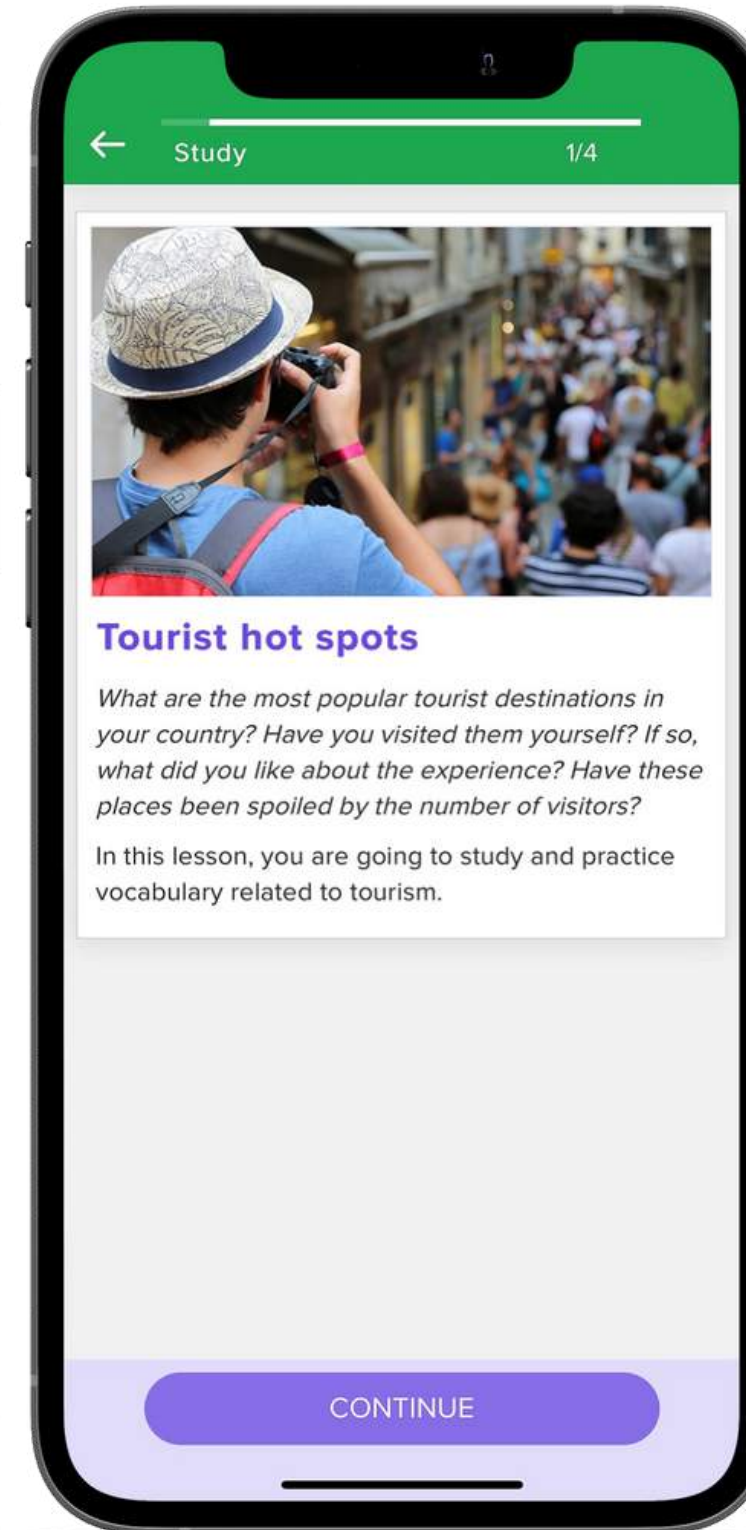 Study
1/4
Tourist hot spots
What are the most popular tourist destinations in
your country? Have you visited them yourself? If so,
what did you like about the experience? Have these
places been spoiled by the number of visitors?
In this lesson, you are going to study and practice
vocabulary related to tourism.
CONTINUE